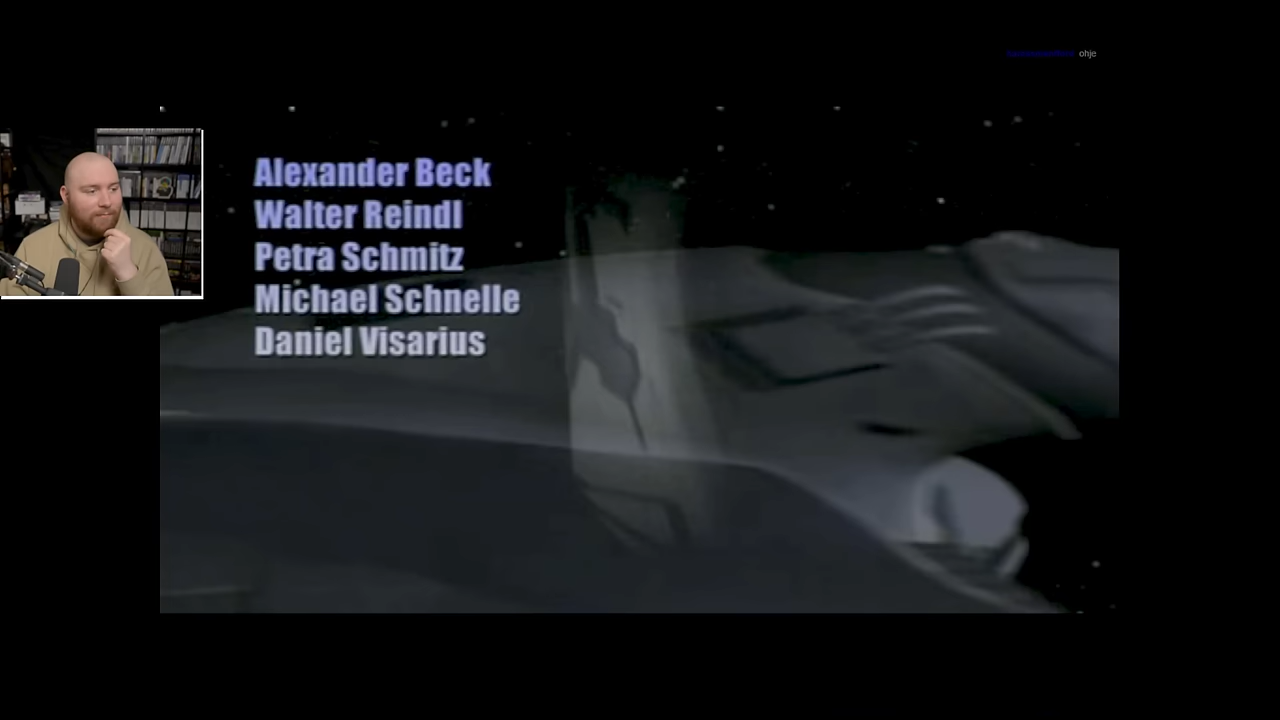 ohje
Alexander Beck
Walter Reindl
Petra Schmitz
Michael Schnelle
Daniel Visarius